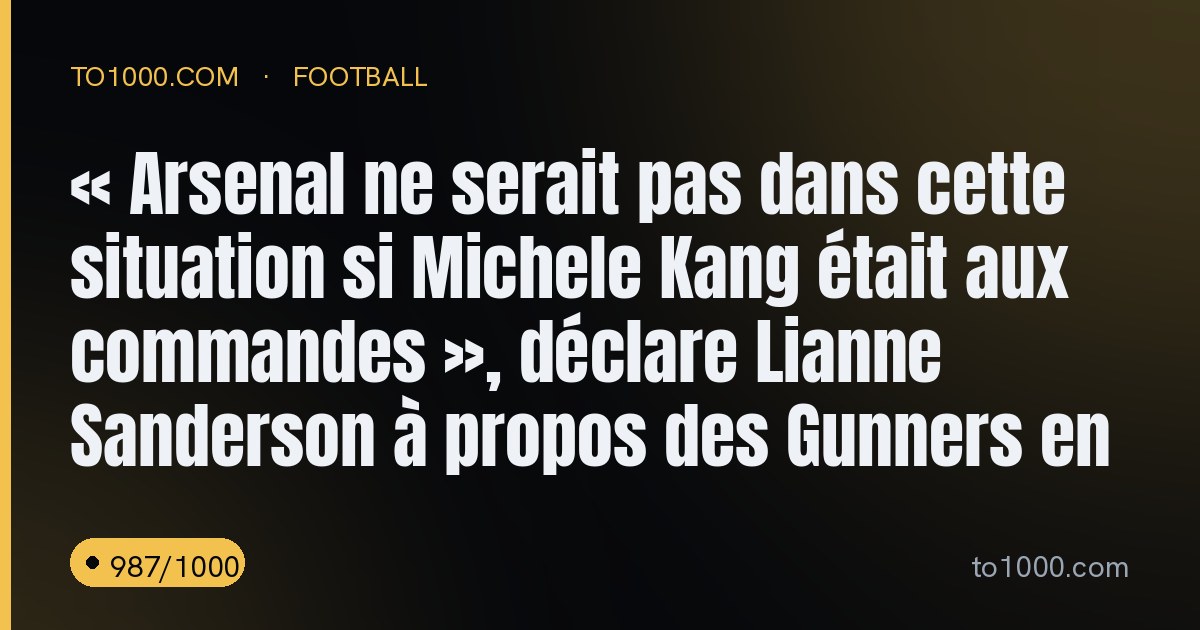 TO1000.COM · FOOTBALL
« Arsenal ne serait pas dans cette
situation si Michele Kang était aux
commandes », déclare Lianne
Sanderson à propos des Gunners en
987/1000
to1000.com